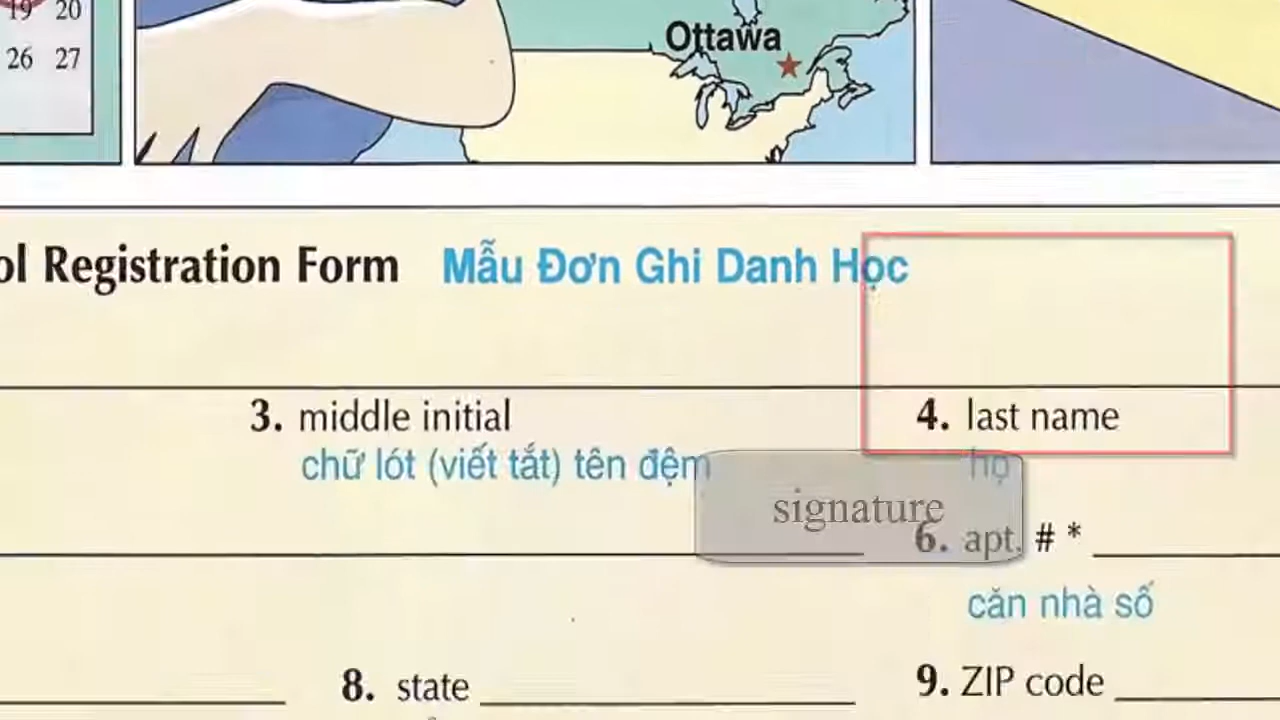 19 20
26 27
Ottawa
ol Registration Form Mẫu Đơn Ghi Danh Học
3. middle initial
chữ lót (viết tắt) tên đệm
4. last name
họ
signature
6. apt. # *
căn nhà số
8. state
9. ZIP code